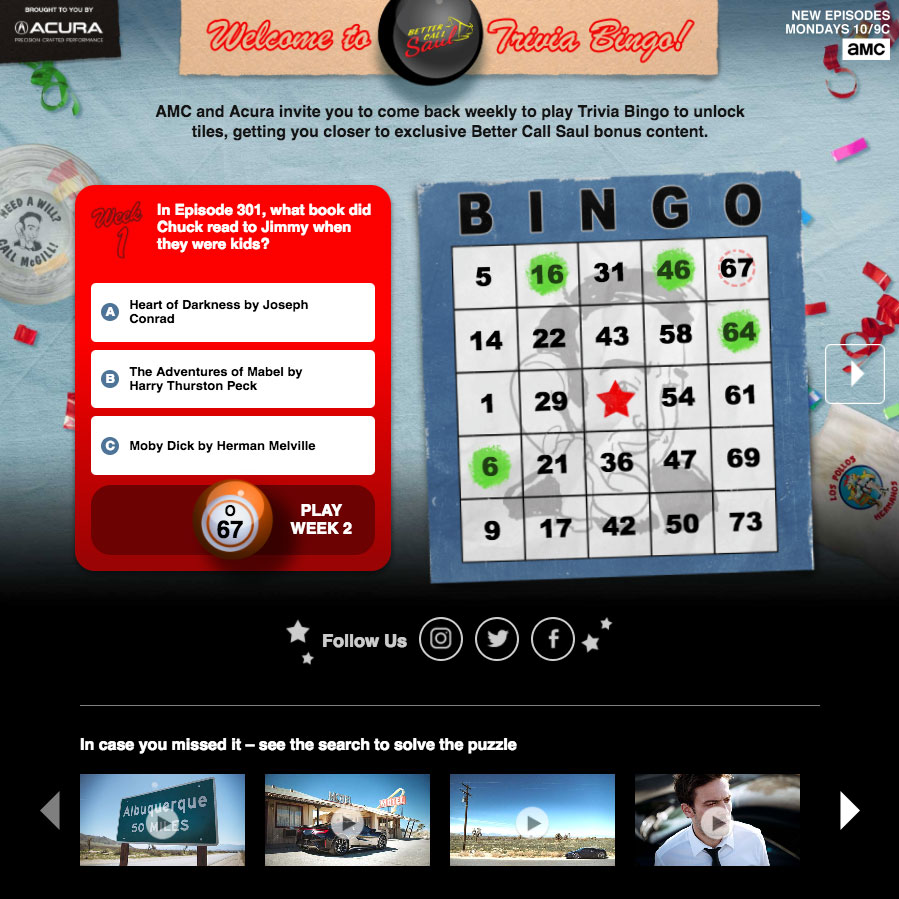 BROUGHT TO YOU BY
ACURA
PRECISION CRAFTED PERFORMANCE
Welcome to
BETTER
CALL
Saul
Trivia Bingo!
NEW EPISODES
MONDAYS 10/9C
amc
AMC and Acura invite you to come back weekly to play Trivia Bingo to unlock
tiles, getting you closer to exclusive Better Call Saul bonus content.
NEED A WILL?
CALL McGILL!
Week
1
In Episode 301, what book did
Chuck read to Jimmy when
they were kids?
A Heart of Darkness by Joseph
Conrad
B The Adventures of Mabel by
Harry Thurston Peck
C Moby Dick by Herman Melville
O
67
PLAY
WEEK 2
B I N G O
5 16 31 46 67
14 22 43 58 64
1 29 54 61
6 21 36 47 69
9 17 42 50 73
LOS POLLOS
HERMANOS
Follow Us
In case you missed it – see the search to solve the puzzle
Albuquerque
50 MILES
MOTEL
MOTEL